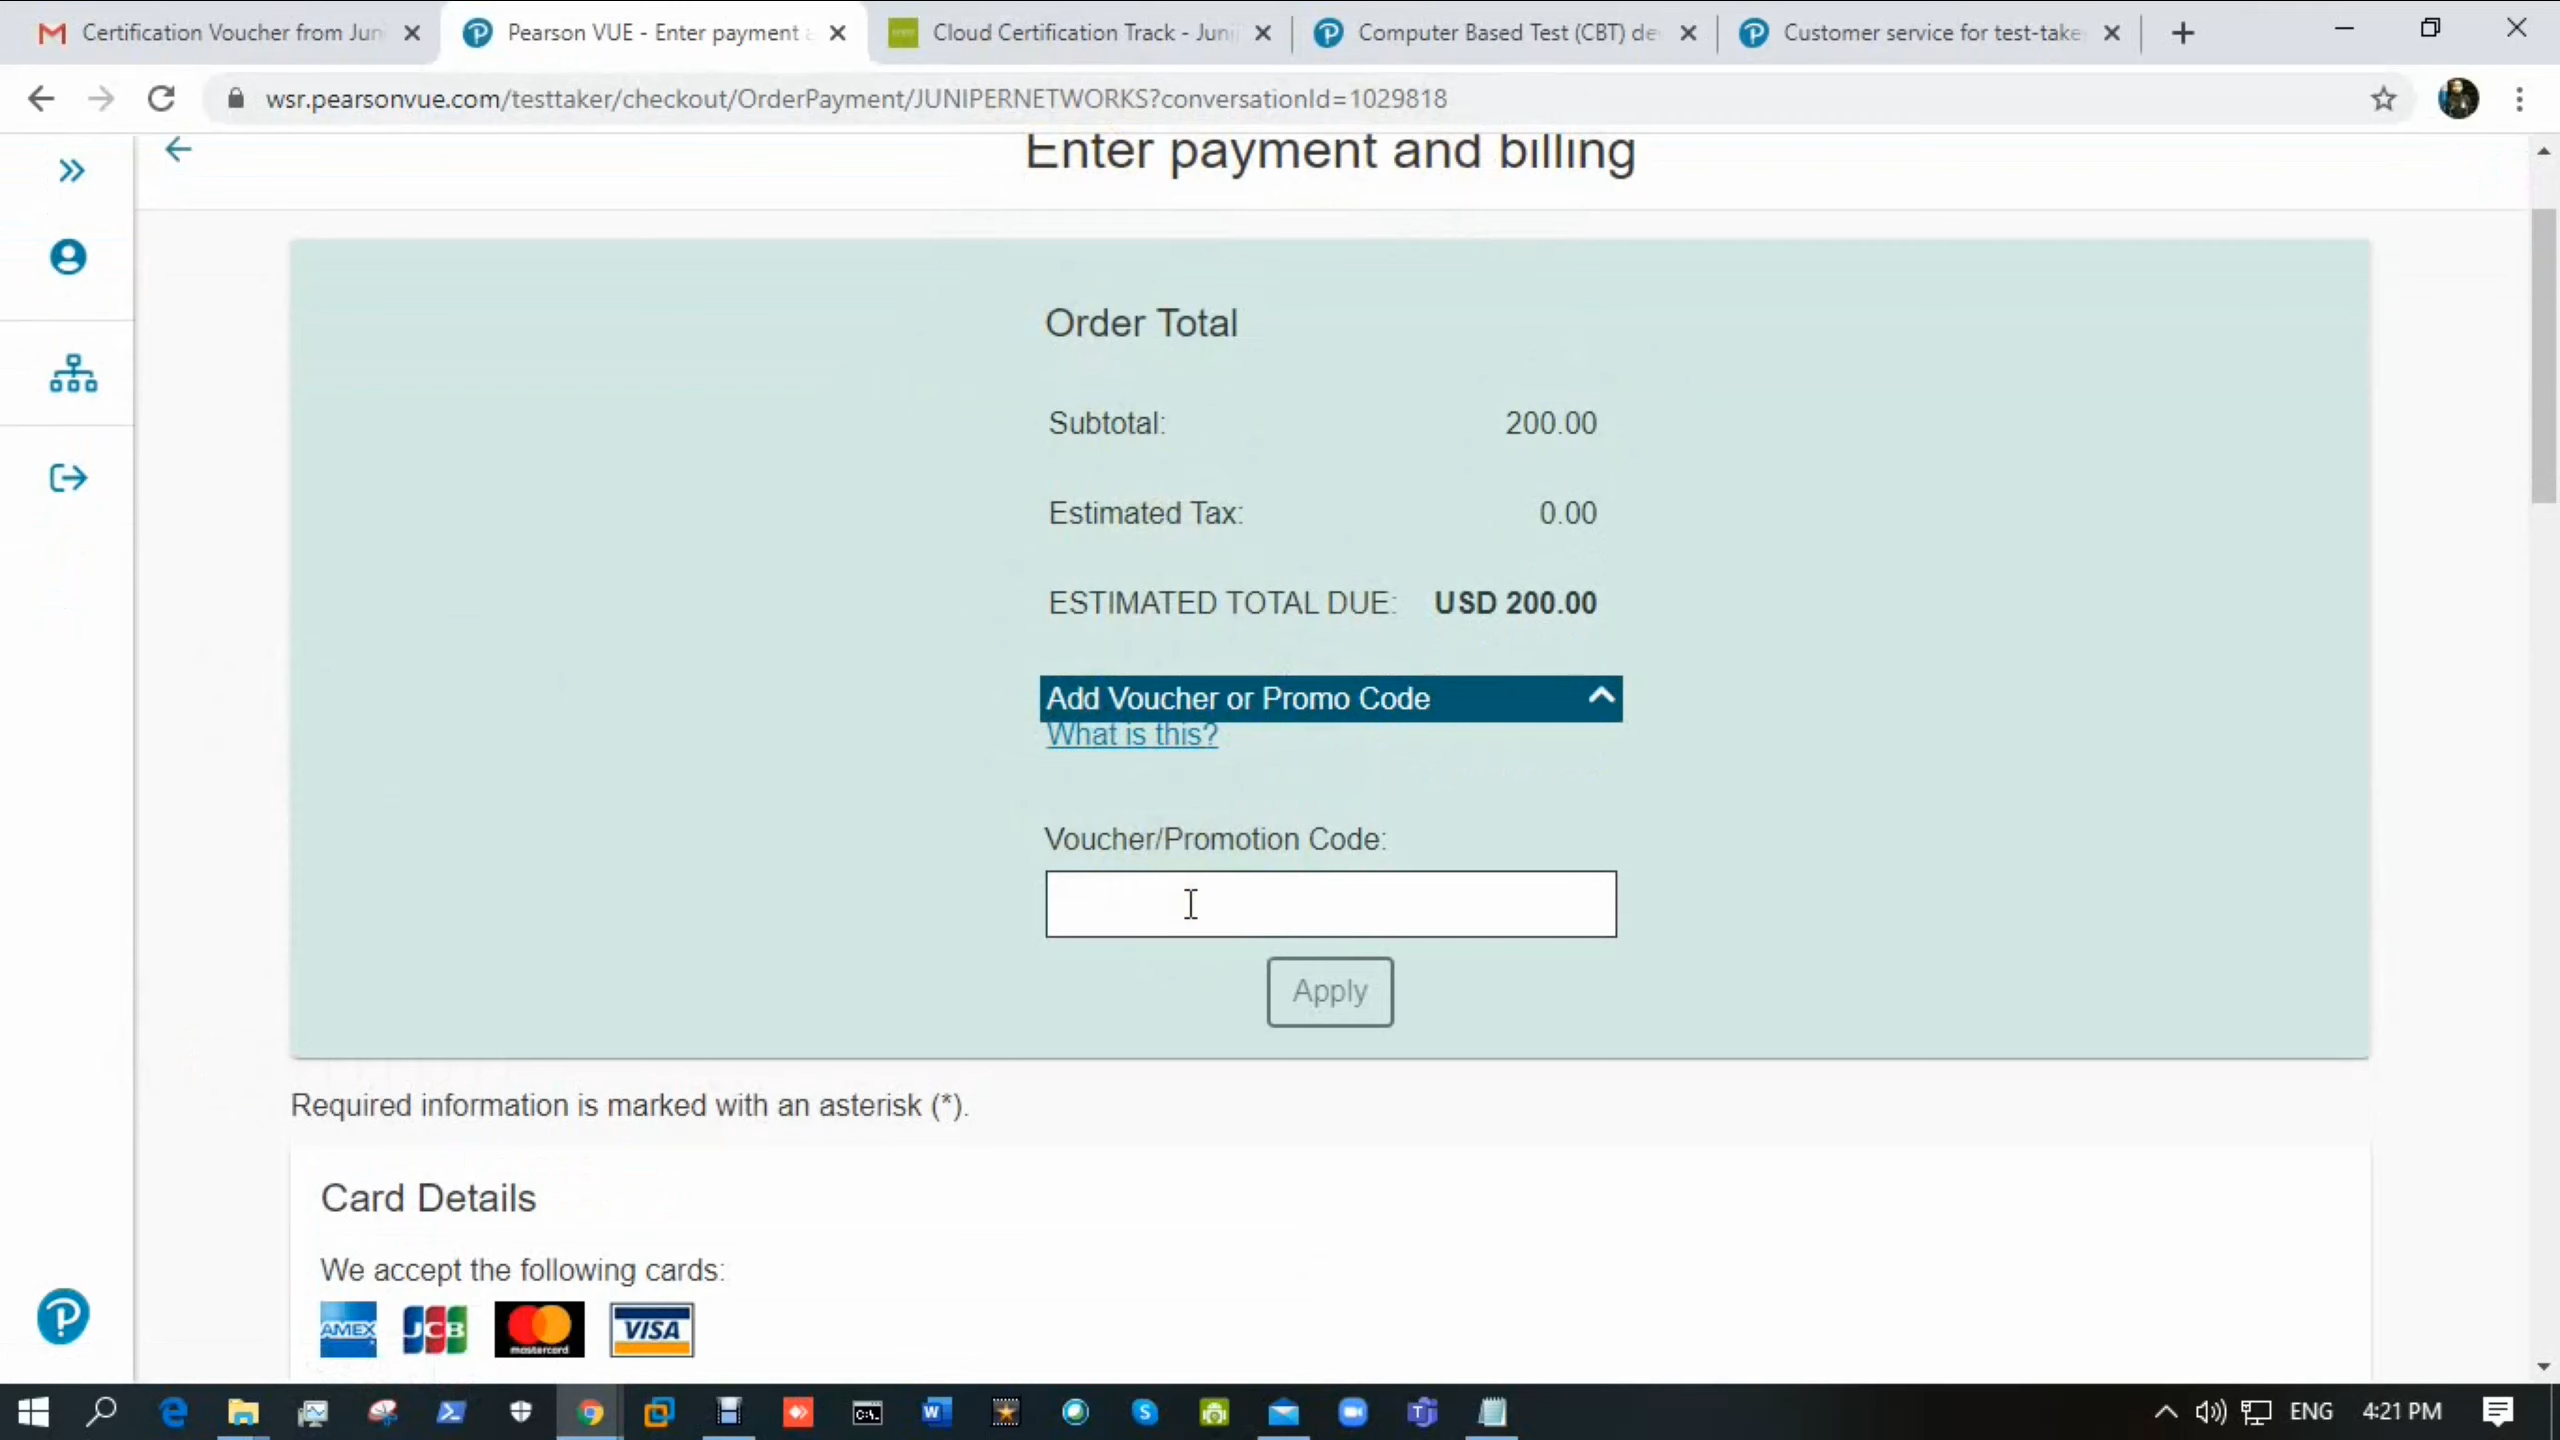 Certification Voucher from Jun
Pearson VUE - Enter payment a
Cloud Certification Track - Juni
Computer Based Test (CBT) de
Customer service for test-take
wsr.pearsonvue.com/testtaker/checkout/OrderPayment/JUNIPERNETWORKS?conversationId=1029818
Enter payment and billing
Order Total
Subtotal: 200.00
Estimated Tax: 0.00
ESTIMATED TOTAL DUE: USD 200.00
Add Voucher or Promo Code
What is this?
Voucher/Promotion Code:
Apply
Required information is marked with an asterisk (*).
Card Details
We accept the following cards:
AMEX JCB mastercard VISA
ENG 4:21 PM